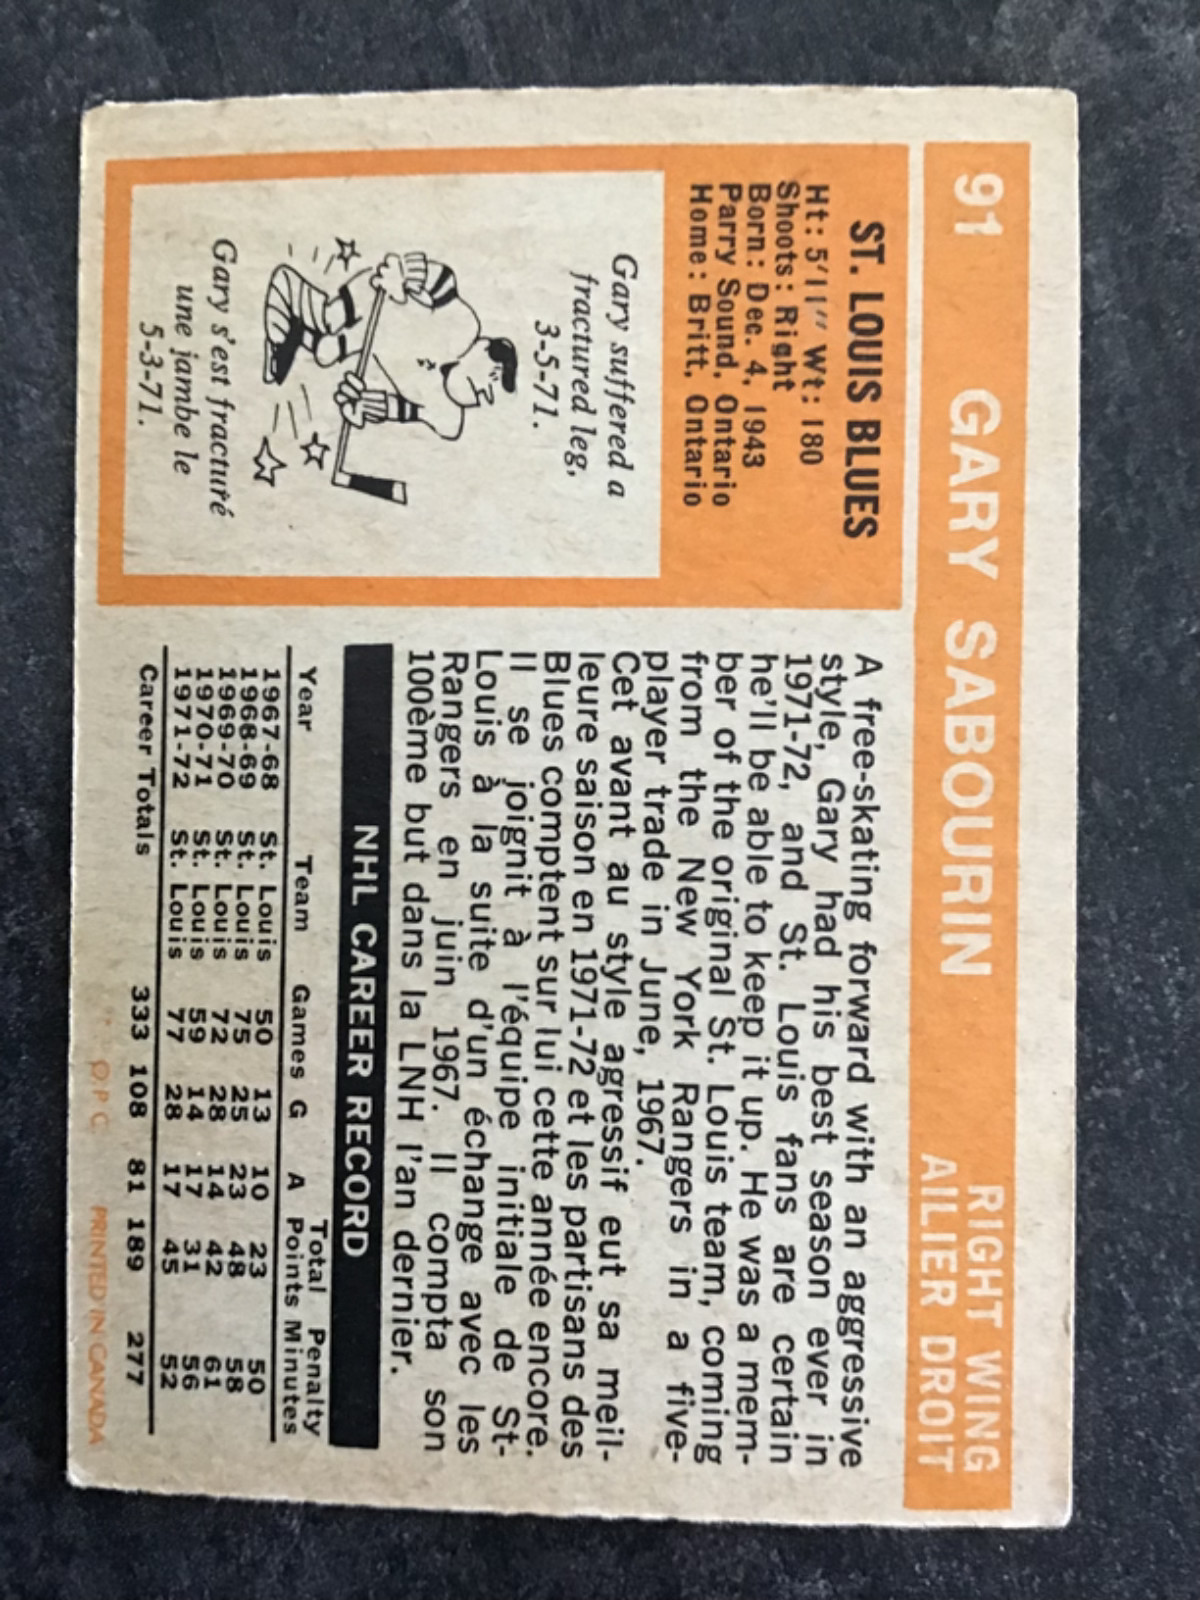 91 GARY SABOURIN RIGHT WING
AILIER DROIT
ST. LOUIS BLUES
Ht: 5'11" Wt: 180
Shoots: Right
Born: Dec. 4, 1943
Parry Sound, Ontario
Home: Britt, Ontario
Gary suffered a
fractured leg,
3-5-71.
Gary s'est fracturé
une jambe le
5-3-71.
A free-skating forward with an aggressive
style, Gary had his best season ever in
1971-72, and St. Louis fans are certain
he'll be able to keep it up. He was a mem-
ber of the original St. Louis team, coming
from the New York Rangers in a five-
player trade in June, 1967.
Cet avant au style agressif eut sa meil-
leure saison en 1971-72 et les partisans des
Blues comptent sur lui cette année encore.
Il se joignit à l'équipe initiale de St-
Louis à la suite d'un échange avec les
Rangers en juin 1967. Il compta son
100ème but dans la LNH l'an dernier.
NHL CAREER RECORD
Total Penalty
Year Team Games G A Points Minutes
1967-68 St. Louis 50 13 10 23 50
1968-69 St. Louis 75 25 23 48 58
1969-70 St. Louis 72 28 14 42 61
1970-71 St. Louis 59 14 17 31 56
1971-72 St. Louis 77 28 17 45 52
Career Totals 333 108 81 189 277
O.P.C. PRINTED IN CANADA